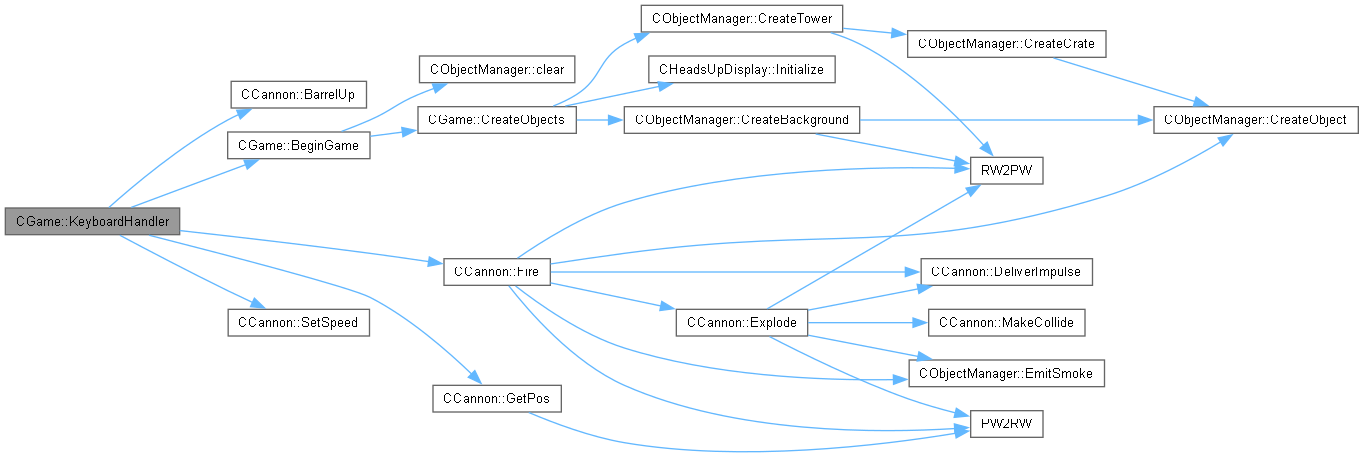 CObjectManager::CreateTower
CObjectManager::CreateCrate
CObjectManager::clear
CHeadsUpDisplay::Initialize
CCannon::BarrelUp
CGame::CreateObjects
CObjectManager::CreateBackground
CObjectManager::CreateObject
CGame::BeginGame
RW2PW
CGame::KeyboardHandler
CCannon::Fire
CCannon::DeliverImpulse
CCannon::SetSpeed
CCannon::Explode
CCannon::MakeCollide
CObjectManager::EmitSmoke
CCannon::GetPos
PW2RW